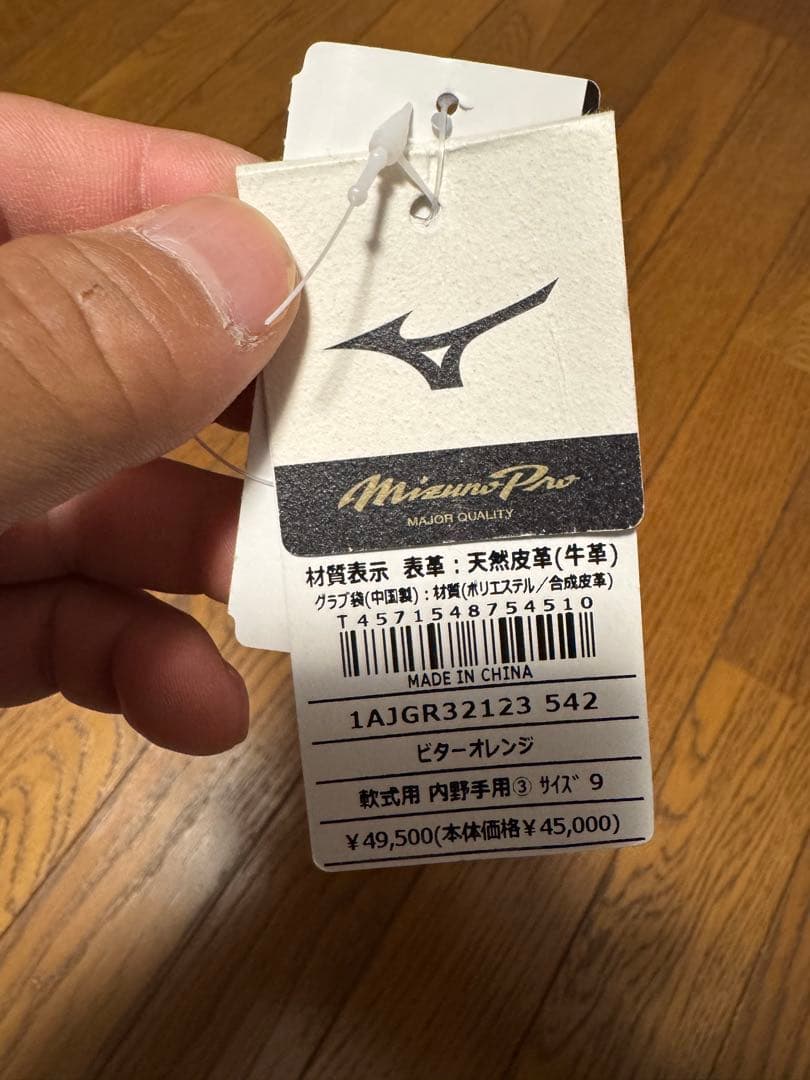 Mizuno Pro
MAJOR QUALITY
材質表示 表革：天然皮革(牛革)
グラブ袋(中国製)：材質(ポリエステル／合成皮革)
T4571548754510
MADE IN CHINA
1AJGR32123 542
ビターオレンジ
軟式用 内野手用③ ｻｲｽﾞ 9
￥49,500(本体価格￥45,000)